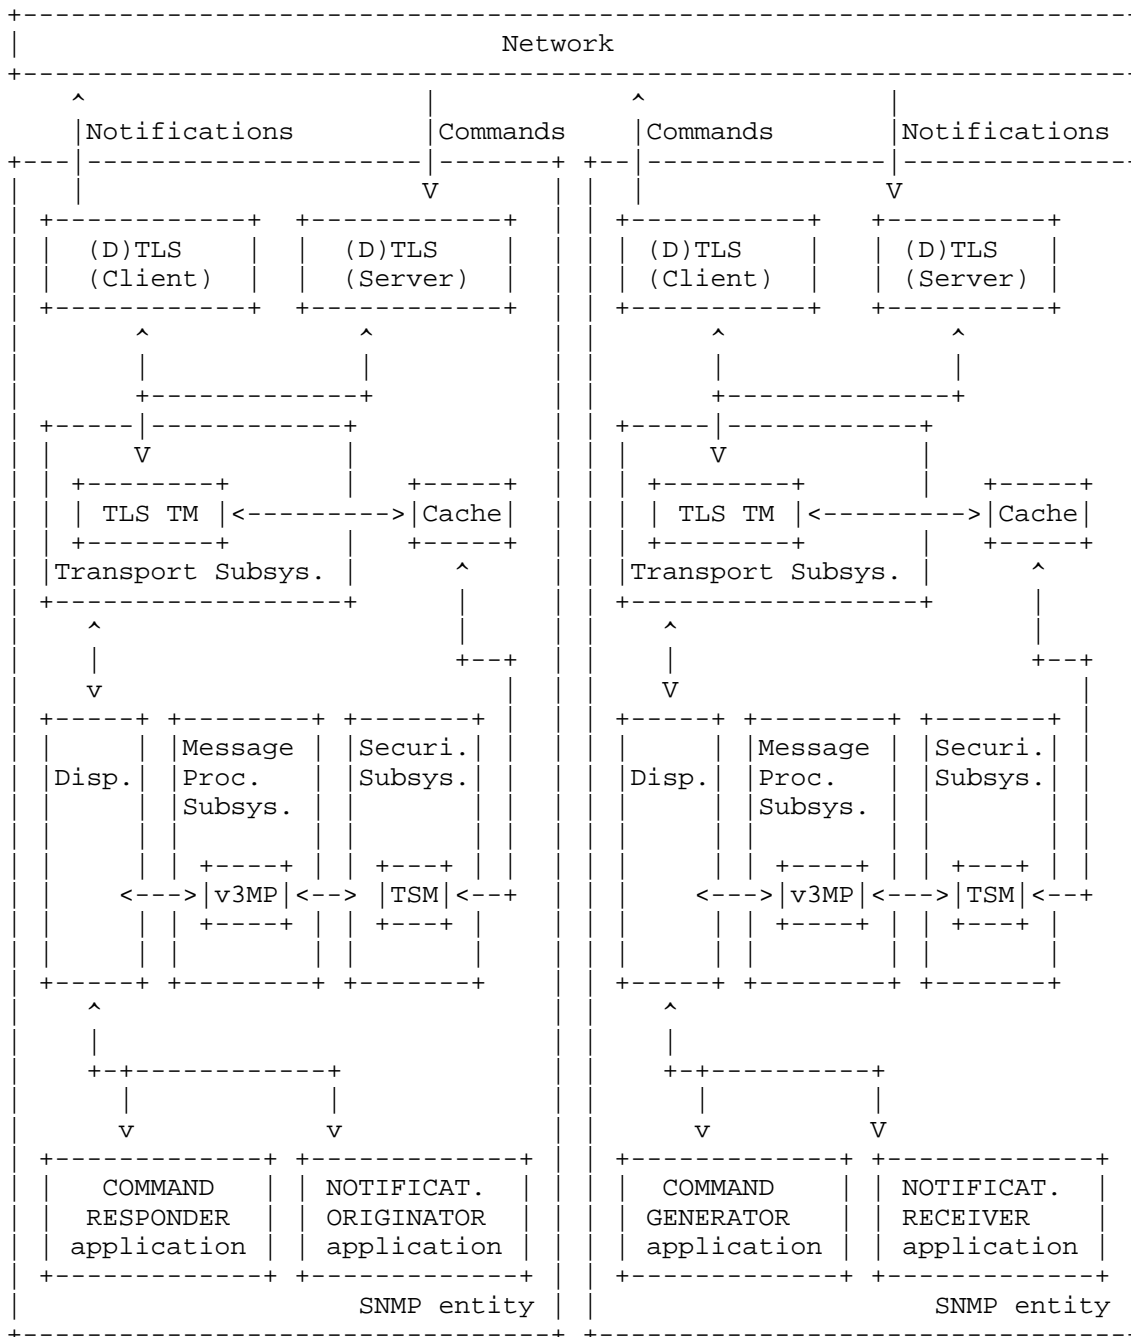 Network
Notifications Commands Commands Notifications
(D)TLS (D)TLS (D)TLS (D)TLS
(Client) (Server) (Client) (Server)
TLS TM Cache TLS TM Cache
Transport Subsys. Transport Subsys.
Message Securi. Message Securi.
Disp. Proc. Subsys. Disp. Proc. Subsys.
Subsys. Subsys.
v3MP TSM v3MP TSM
COMMAND NOTIFICAT. COMMAND NOTIFICAT.
RESPONDER ORIGINATOR GENERATOR RECEIVER
application application application application
SNMP entity SNMP entity